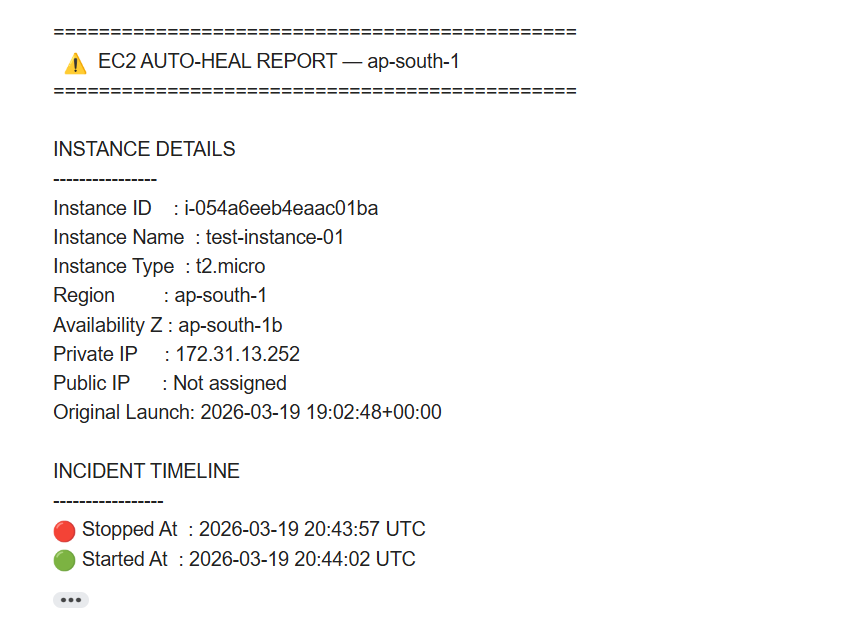 ==============================================
⚠️ EC2 AUTO-HEAL REPORT — ap-south-1
==============================================
INSTANCE DETAILS
----------------
Instance ID    : i-054a6eeb4eaac01ba
Instance Name  : test-instance-01
Instance Type  : t2.micro
Region         : ap-south-1
Availability Z : ap-south-1b
Private IP     : 172.31.13.252
Public IP      : Not assigned
Original Launch: 2026-03-19 19:02:48+00:00
INCIDENT TIMELINE
-----------------
🔴 Stopped At  : 2026-03-19 20:43:57 UTC
🟢 Started At  : 2026-03-19 20:44:02 UTC
•••